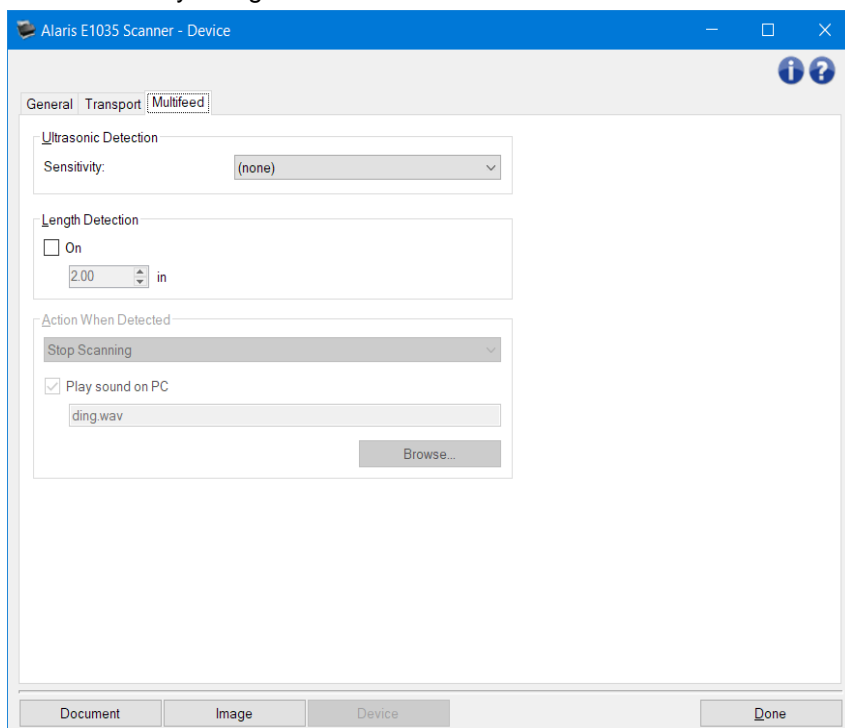 Alaris E1035 Scanner - Device
General Transport Multifeed
Ultrasonic Detection
Sensitivity: (none)
Length Detection
On
2.00 in
Action When Detected
Stop Scanning
Play sound on PC
ding.wav
Browse...
Document Image Device Done